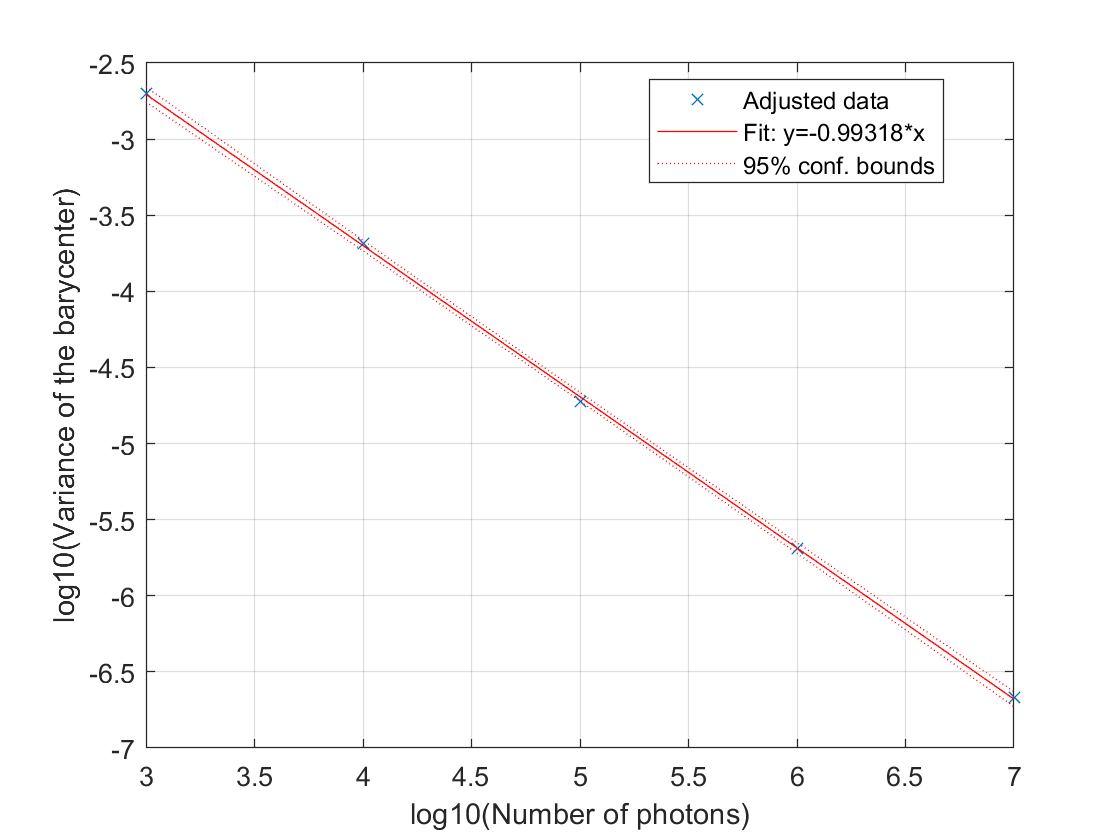 -2.5
-3
-3.5
-4
-4.5
-5
-5.5
-6
-6.5
-7
3 3.5 4 4.5 5 5.5 6 6.5 7
log10(Number of photons)
log10(Variance of the barycenter)
Adjusted data
Fit: y=-0.99318*x
95% conf. bounds